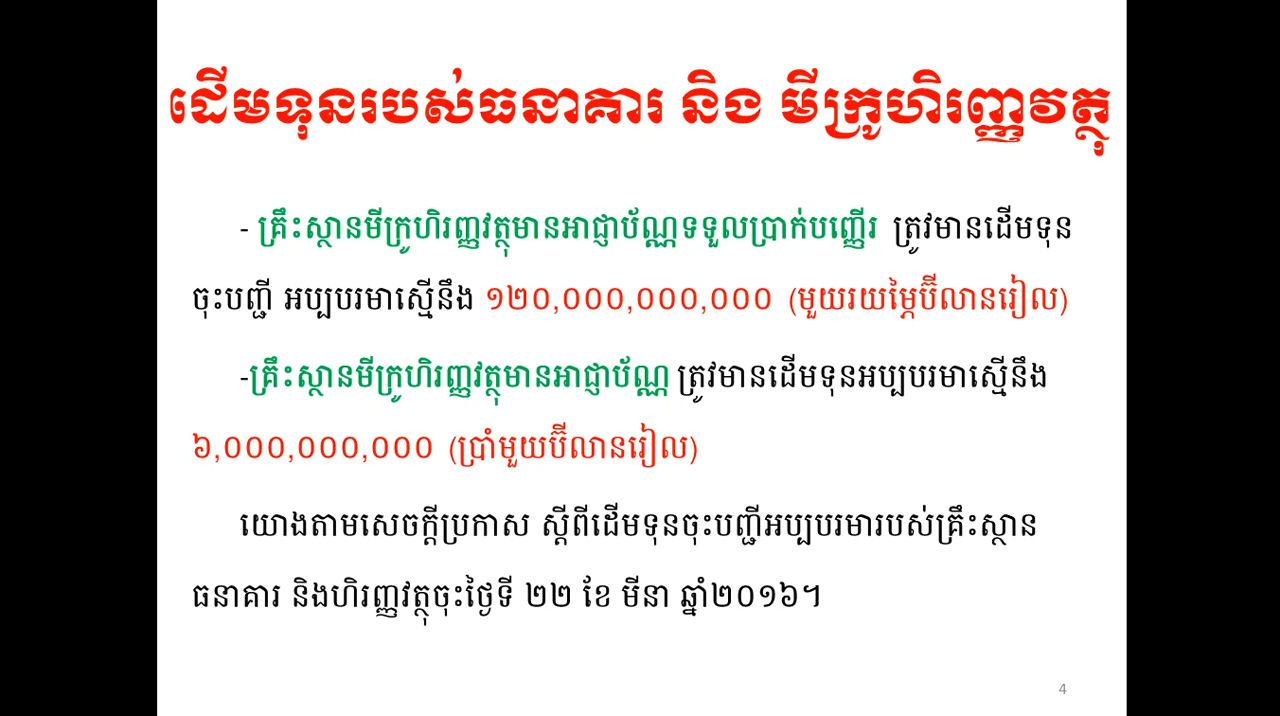 ដើមទុនរបស់ធនាគារ និង មីក្រូហិរញ្ញវត្ថុ
- គ្រឹះស្ថានមីក្រូហិរញ្ញវត្ថុមានអាជ្ញាប័ណ្ណទទួលប្រាក់បញ្ញើរ ត្រូវមានដើមទុន
ចុះបញ្ជី អប្បបរមាស្មើនឹង ១២០,០០០,០០០,០០០ (មួយរយម្ភៃប៊ីលានរៀល)
-គ្រឹះស្ថានមីក្រូហិរញ្ញវត្ថុមានអាជ្ញាប័ណ្ណ ត្រូវមានដើមទុនអប្បបរមាស្មើនឹង
៦,០០០,០០០,០០០ (ប្រាំមួយប៊ីលានរៀល)
យោងតាមសេចក្តីប្រកាស ស្តីពីដើមទុនចុះបញ្ជីអប្បបរមារបស់គ្រឹះស្ថាន
ធនាគារ និងហិរញ្ញវត្ថុចុះថ្ងៃទី ២២ ខែ មីនា ឆ្នាំ២០១៦។
4